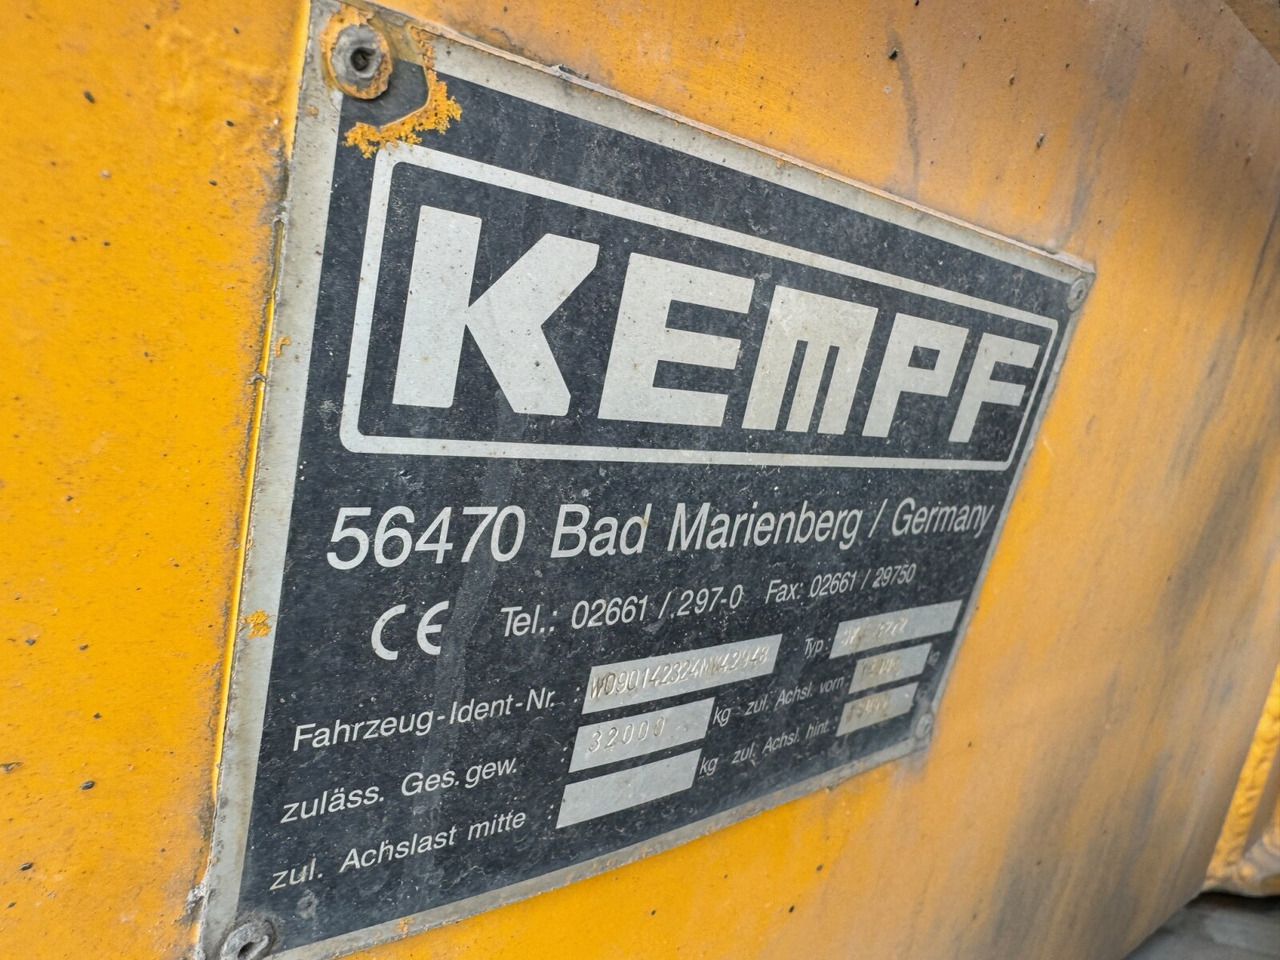 KEMPF
56470 Bad Marienberg / Germany
CE Tel.: 02661 / 297-0 Fax: 02661 / 29750
Fahrzeug-Ident-Nr. : Typ :
zuläss. Ges. gew. : 32000 kg zul. Achsl. vorn : kg
zul. Achslast mitte : kg zul. Achsl. hint. :